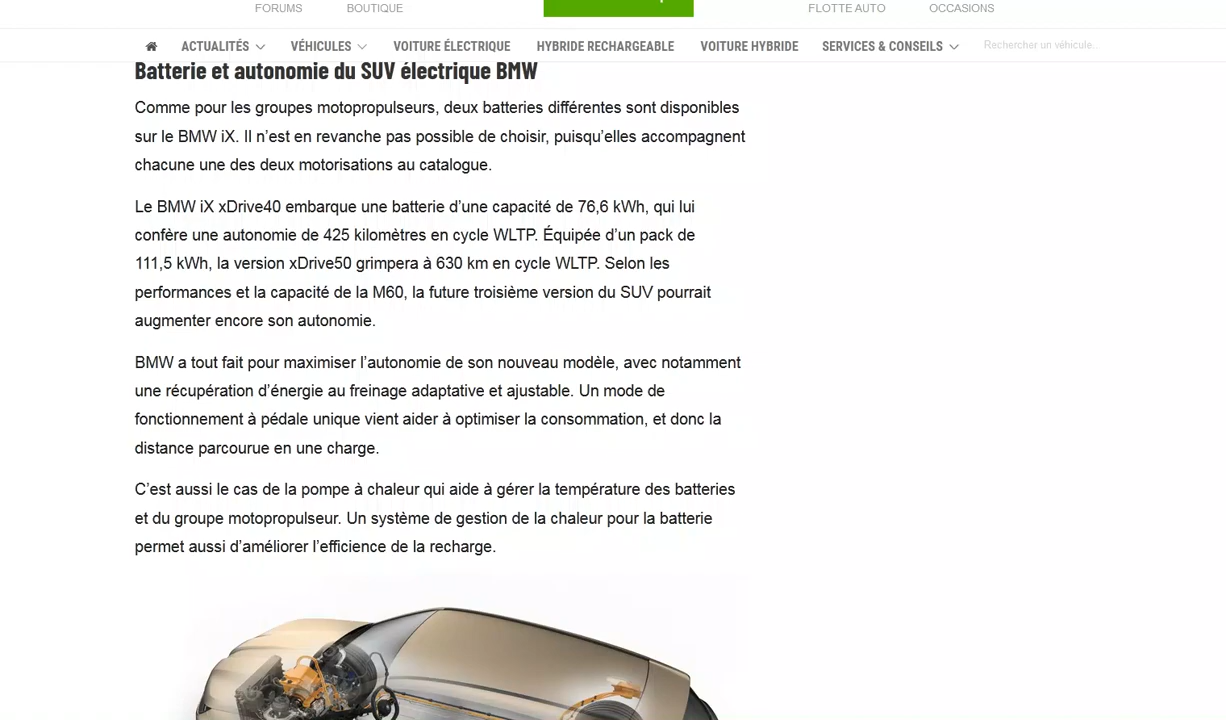 FORUMS BOUTIQUE FLOTTE AUTO OCCASIONS
ACTUALITÉS VÉHICULES VOITURE ÉLECTRIQUE HYBRIDE RECHARGEABLE VOITURE HYBRIDE SERVICES & CONSEILS Rechercher un véhicule...
Batterie et autonomie du SUV électrique BMW
Comme pour les groupes motopropulseurs, deux batteries différentes sont disponibles
sur le BMW iX. Il n’est en revanche pas possible de choisir, puisqu’elles accompagnent
chacune une des deux motorisations au catalogue.
Le BMW iX xDrive40 embarque une batterie d’une capacité de 76,6 kWh, qui lui
confère une autonomie de 425 kilomètres en cycle WLTP. Équipée d’un pack de
111,5 kWh, la version xDrive50 grimpera à 630 km en cycle WLTP. Selon les
performances et la capacité de la M60, la future troisième version du SUV pourrait
augmenter encore son autonomie.
BMW a tout fait pour maximiser l’autonomie de son nouveau modèle, avec notamment
une récupération d’énergie au freinage adaptative et ajustable. Un mode de
fonctionnement à pédale unique vient aider à optimiser la consommation, et donc la
distance parcourue en une charge.
C’est aussi le cas de la pompe à chaleur qui aide à gérer la température des batteries
et du groupe motopropulseur. Un système de gestion de la chaleur pour la batterie
permet aussi d’améliorer l’efficience de la recharge.